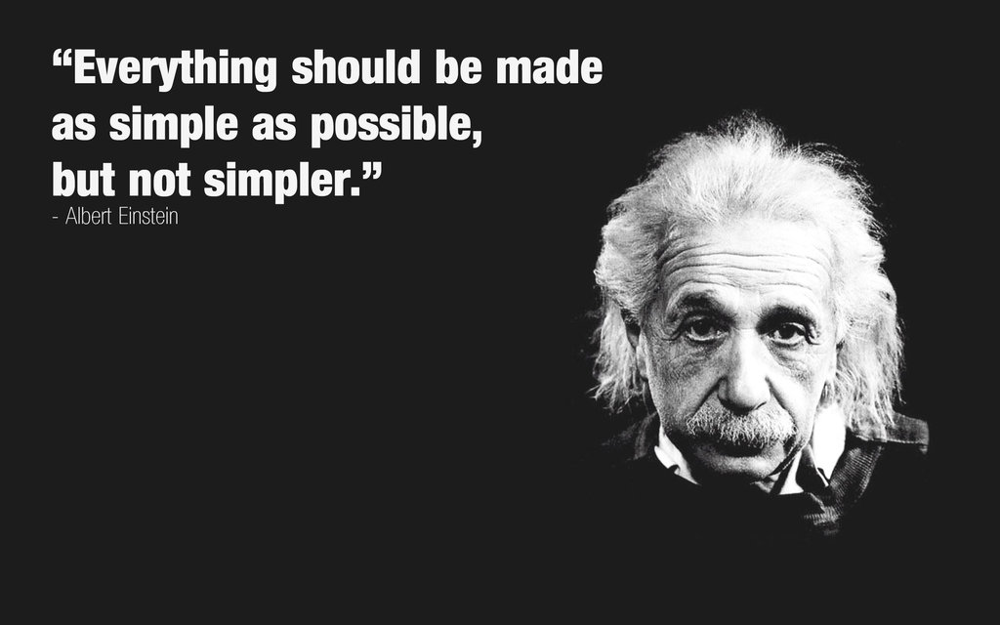 “Everything should be made
as simple as possible,
but not simpler.”
- Albert Einstein